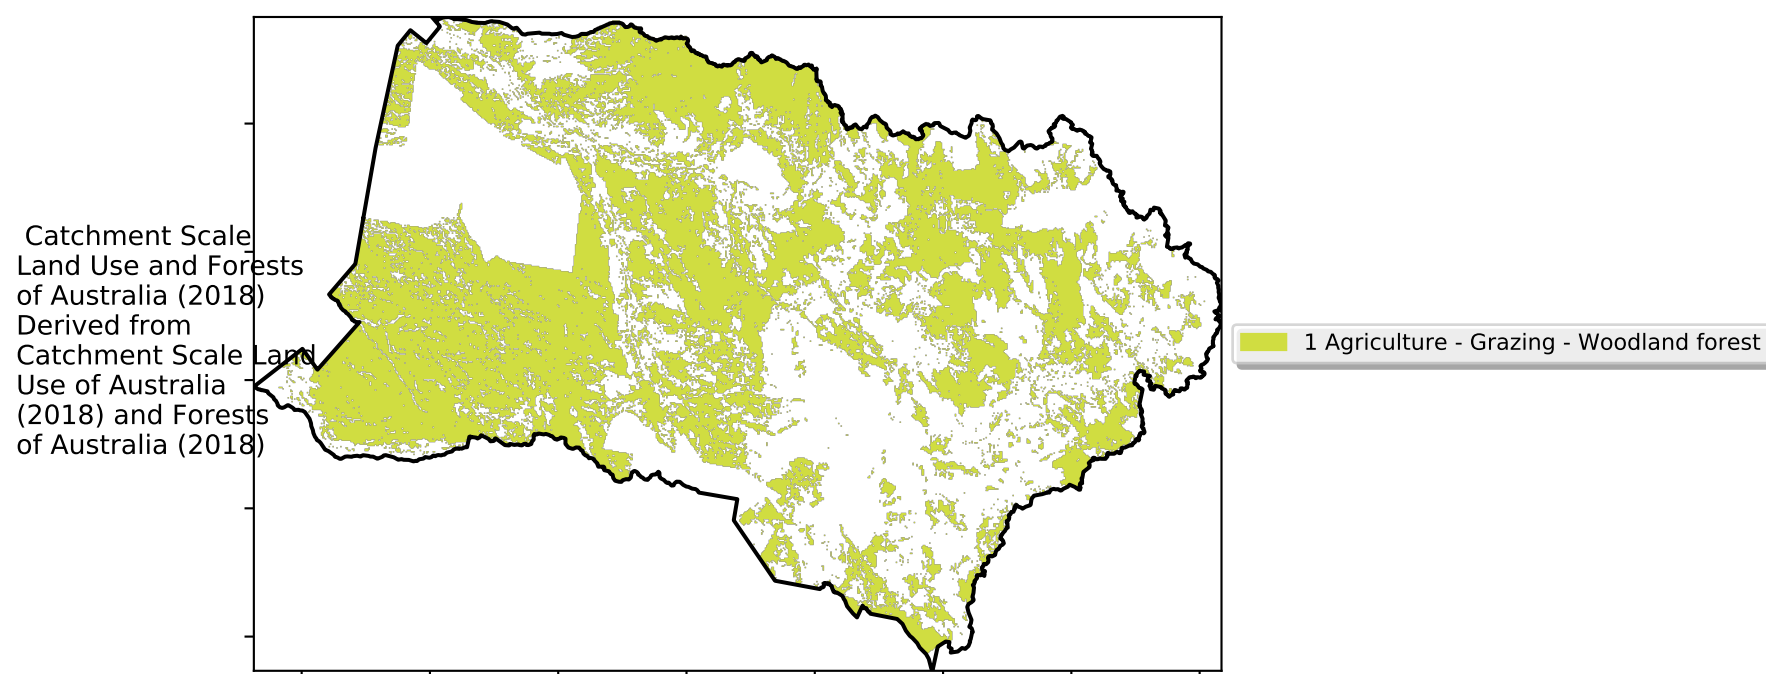 Catchment Scale
Land Use and Forests
of Australia (2018)
Derived from
Catchment Scale Land
Use of Australia
(2018) and Forests
of Australia (2018)
1 Agriculture - Grazing - Woodland forest